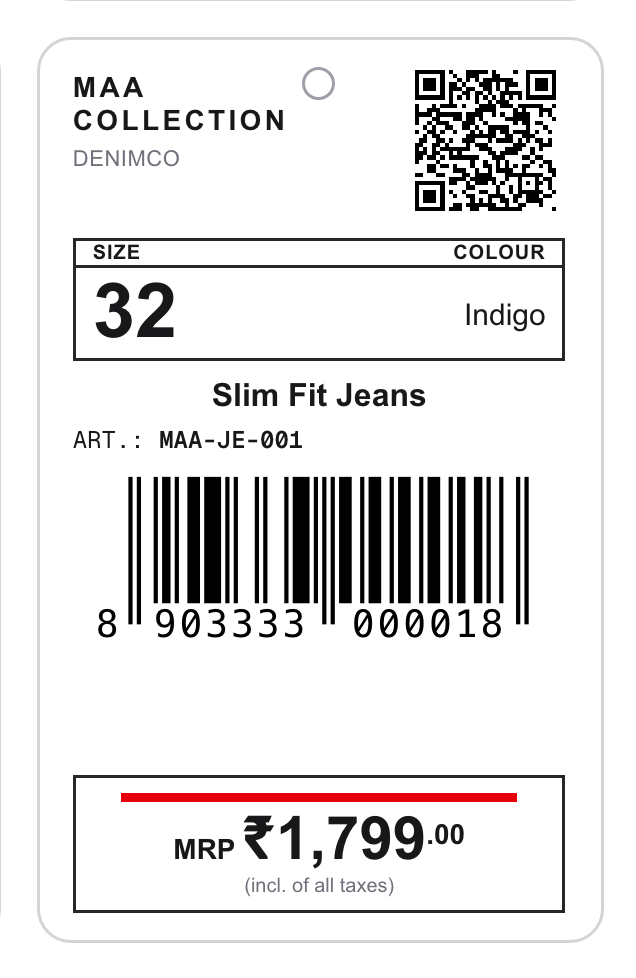 MAA
COLLECTION
DENIMCO
SIZE COLOUR
32 Indigo
Slim Fit Jeans
ART.: MAA-JE-001
8 903333 000018
MRP ₹1,799.00
(incl. of all taxes)